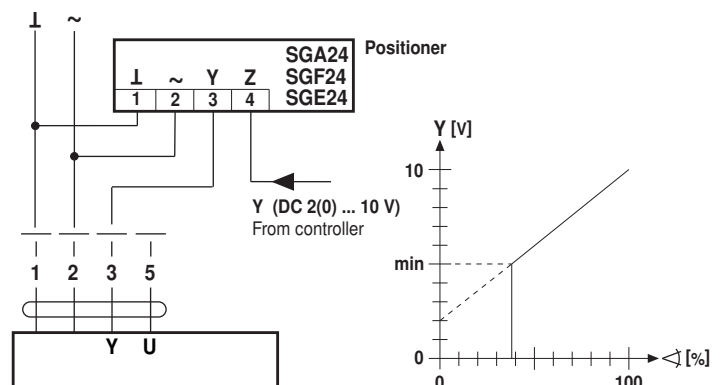 ⊥ ~
Positioner
SGA24
SGF24
SGE24
⊥ ~ Y Z
1 2 3 4
Y (DC 2(0) ... 10 V)
From controller
1 2 3 5
Y U
Y [V]
10
min
0
0 100
[%]